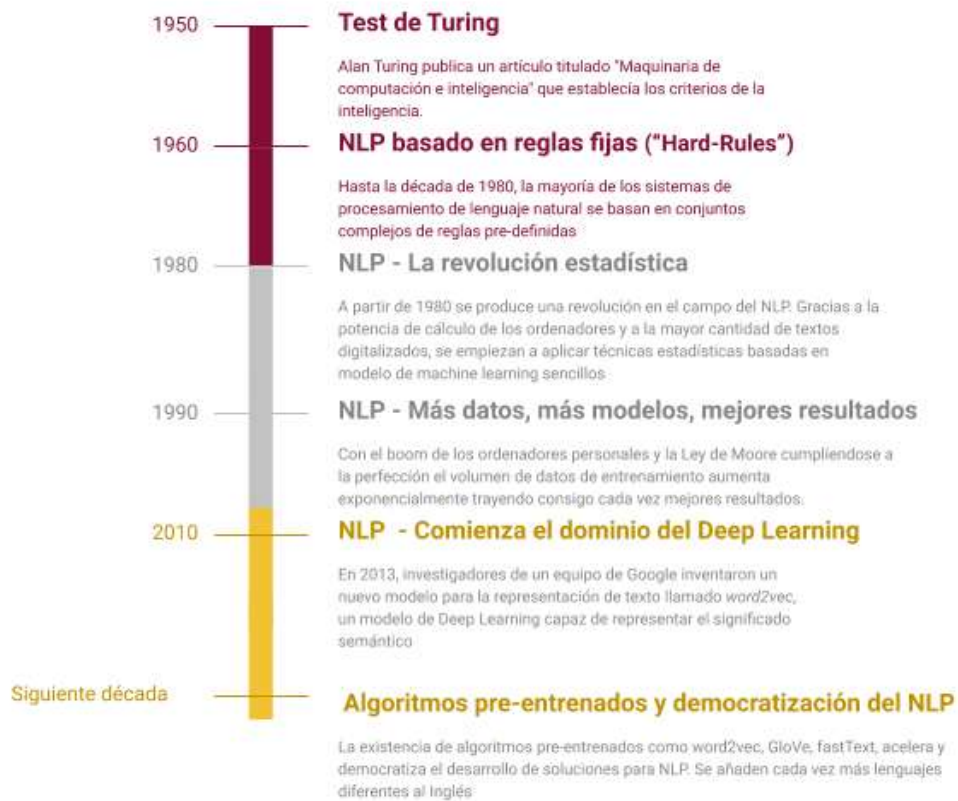 1950
Test de Turing
Alan Turing publica un artículo titulado "Maquinaria de
computación e inteligencia" que establecía los criterios de la
inteligencia.
1960
NLP basado en reglas fijas ("Hard-Rules")
Hasta la década de 1980, la mayoría de los sistemas de
procesamiento de lenguaje natural se basan en conjuntos
complejos de reglas pre-definidas
1980
NLP - La revolución estadística
A partir de 1980 se produce una revolución en el campo del NLP. Gracias a la
potencia de cálculo de los ordenadores y a la mayor cantidad de textos
digitalizados, se empiezan a aplicar técnicas estadísticas basadas en
modelo de machine learning sencillos
1990
NLP - Más datos, más modelos, mejores resultados
Con el boom de los ordenadores personales y la Ley de Moore cumpliendose a
la perfección el volumen de datos de entrenamiento aumenta
exponencialmente trayendo consigo cada vez mejores resultados.
2010
NLP - Comienza el dominio del Deep Learning
En 2013, investigadores de un equipo de Google inventaron un
nuevo modelo para la representación de texto llamado word2vec,
un modelo de Deep Learning capaz de representar el significado
semántico
Siguiente década
Algoritmos pre-entrenados y democratización del NLP
La existencia de algoritmos pre-entrenados como word2vec, GloVe, fastText, acelera y
democratiza el desarrollo de soluciones para NLP. Se añaden cada vez más lenguajes
diferentes al Inglés